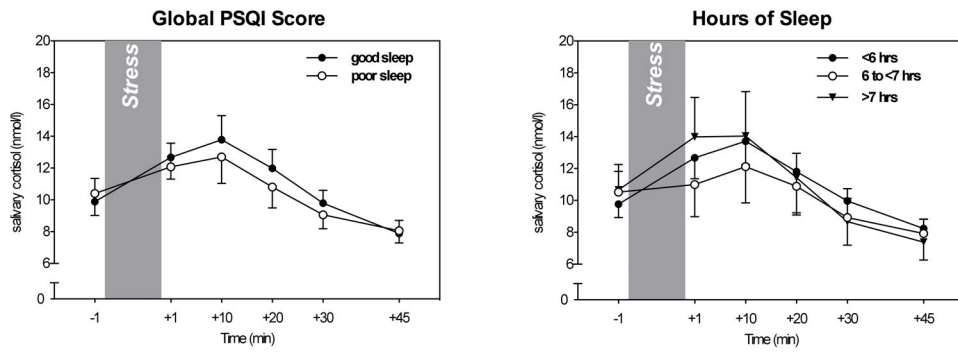 Global PSQI Score
20
18
16
14
12
10
8
6
0
salivary cortisol (nmol/l)
Stress
good sleep
poor sleep
-1
+1
+10
+20
+30
+45
Time (min)
Hours of Sleep
20
18
16
14
12
10
8
6
0
salivary cortisol (nmol/l)
Stress
<6 hrs
6 to <7 hrs
>7 hrs
-1
+1
+10
+20
+30
+45
Time (min)